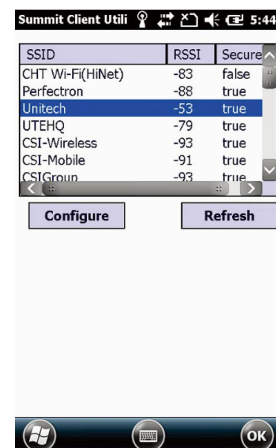 Summit Client Utili 5:44
SSID RSSI Secure
CHT Wi-Fi(HiNet) -83 false
Perfectron -88 true
Unitech -53 true
UTEHQ -79 true
CSI-Wireless -93 true
CSI-Mobile -91 true
CSIGroup -93 true
Configure Refresh
OK